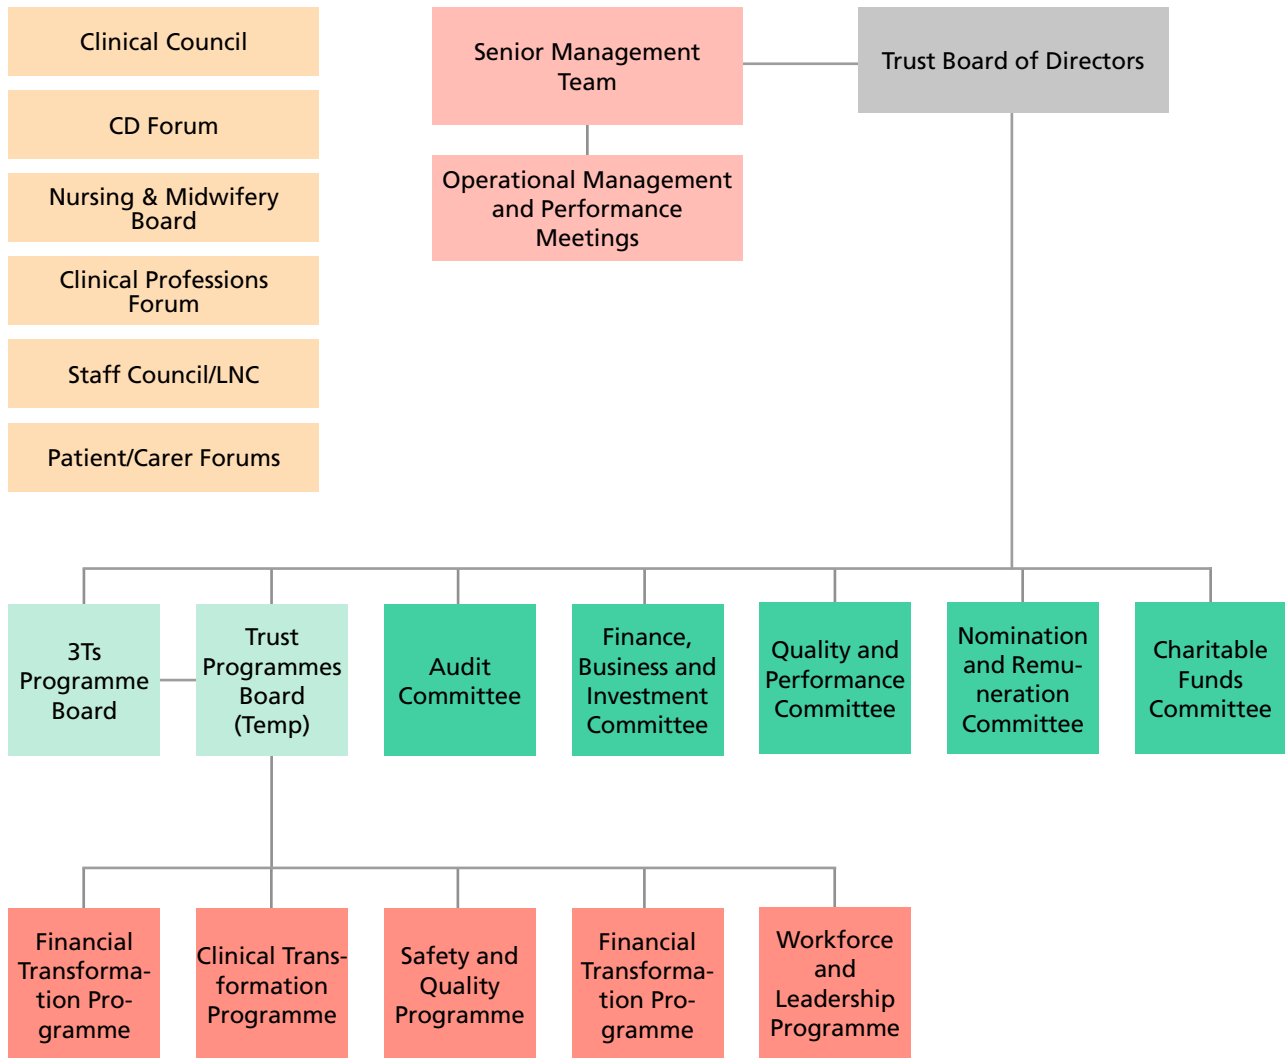 Clinical Council
CD Forum
Nursing & Midwifery
Board
Clinical Professions
Forum
Staff Council/LNC
Patient/Carer Forums
Senior Management
Team
Operational Management
and Performance
Meetings
Trust Board of Directors
3Ts
Programme
Board
Trust
Programmes
Board
(Temp)
Audit
Committee
Finance,
Business and
Investment
Committee
Quality and
Performance
Committee
Nomination
and Remu-
neration
Committee
Charitable
Funds
Committee
Financial
Transforma-
tion Pro-
gramme
Clinical Trans-
formation
Programme
Safety and
Quality
Programme
Financial
Transforma-
tion Pro-
gramme
Workforce
and
Leadership
Programme